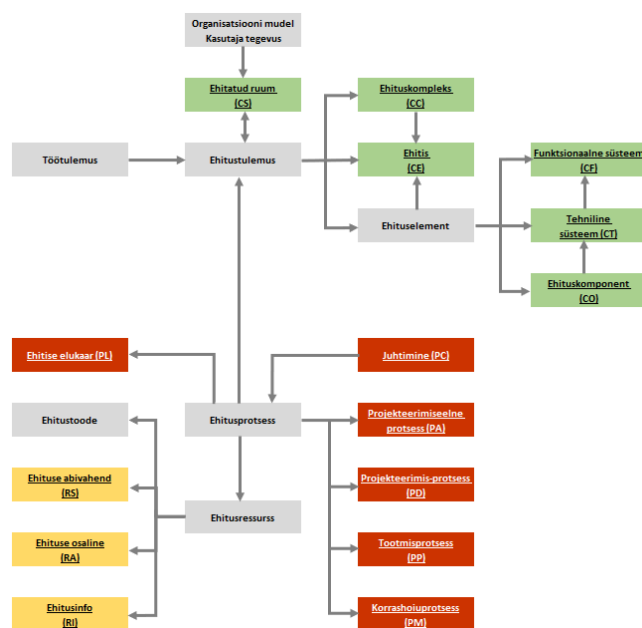 Organisatsiooni mudel
Kasutaja tegevus
Ehitatud ruum
(CS)
Ehituskompleks
(CC)
Töötulemus
Ehitustulemus
Ehitis
(CE)
Funktsionaalne süsteem
(CF)
Ehituselement
Tehniline
süsteem (CT)
Ehituskomponent
(CO)
Ehitise elukaar (PL)
Juhtimine (PC)
Ehitustoode
Ehitusprotsess
Projekteerimiseelne
protsess (PA)
Ehituse abivahend
(RS)
Projekteerimis-protsess
(PD)
Ehitusressurss
Ehituse osaline
(RA)
Tootmisprotsess
(PP)
Ehitusinfo
(RI)
Korrashoiuprotsess
(PM)